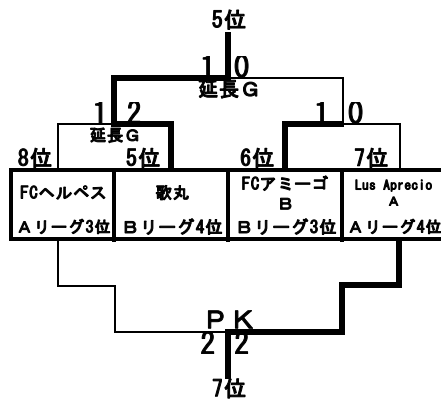 5位
1 0
延長G
1 2
延長G
1 0
8位 5位 6位 7位
FCヘルペス 歌丸 FCアミーゴ B Lus Aprecio A
Aリーグ3位 Bリーグ4位 Bリーグ3位 Aリーグ4位
PK
2 2
7位